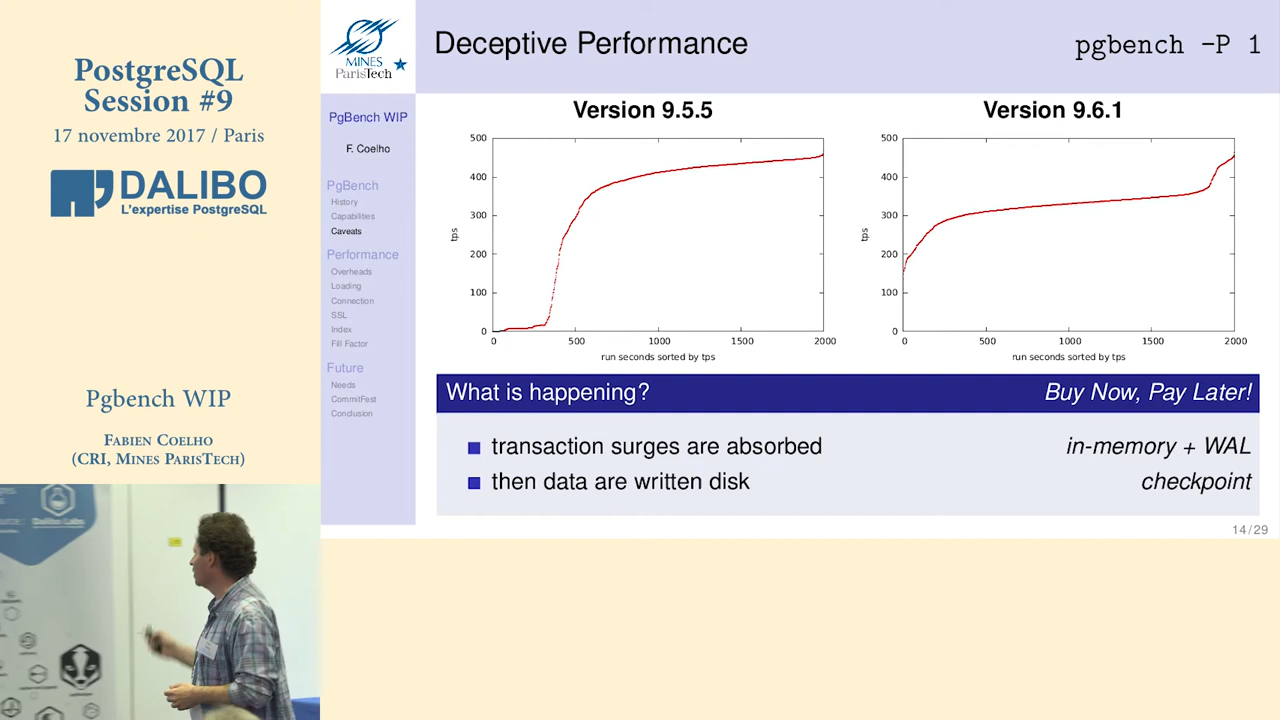 PostgreSQL
Session #9
17 novembre 2017 / Paris
DALIBO
L'expertise PostgreSQL
Pgbench WIP
FABIEN COELHO
(CRI, MINES PARISTECH)
Dalibo Labs
MINES
ParisTech
PgBench WIP
F. Coelho
PgBench
History
Capabilities
Caveats
Performance
Overheads
Loading
Connection
SSL
Index
Fill Factor
Future
Needs
CommitFest
Conclusion
Deceptive Performance
pgbench -P 1
Version 9.5.5
500
400
300
200
100
0
tps
0 500 1000 1500 2000
run seconds sorted by tps
Version 9.6.1
500
400
300
200
100
0
tps
0 500 1000 1500 2000
run seconds sorted by tps
What is happening? Buy Now, Pay Later!
transaction surges are absorbed in-memory + WAL
then data are written disk checkpoint
14/29